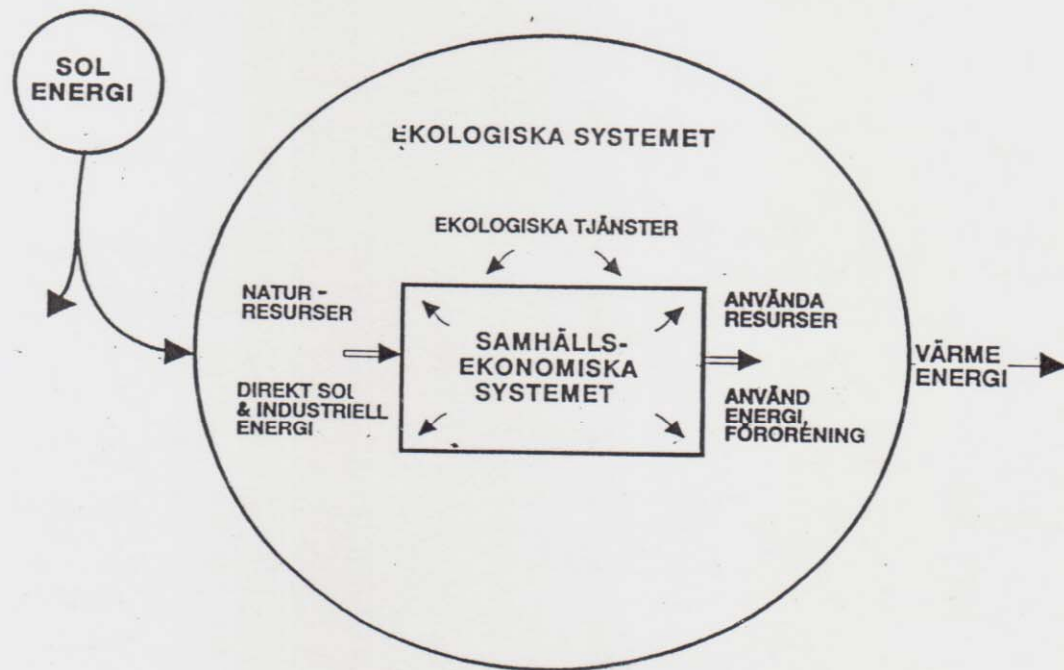 SOL
ENERGI
EKOLOGISKA SYSTEMET
EKOLOGISKA TJÄNSTER
NATUR -
RESURSER
DIREKT SOL
& INDUSTRIELL
ENERGI
SAMHÄLLS-
EKONOMISKA
SYSTEMET
ANVÄNDA
RESURSER
ANVÄND
ENERGI,
FÖRORENING
VÄRME
ENERGI